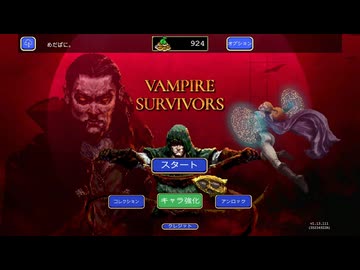 めだぱに。
924
オプション
VAMPIRE
SURVIVORS
スタート
コレクション
キャラ強化
アンロック
クレジット